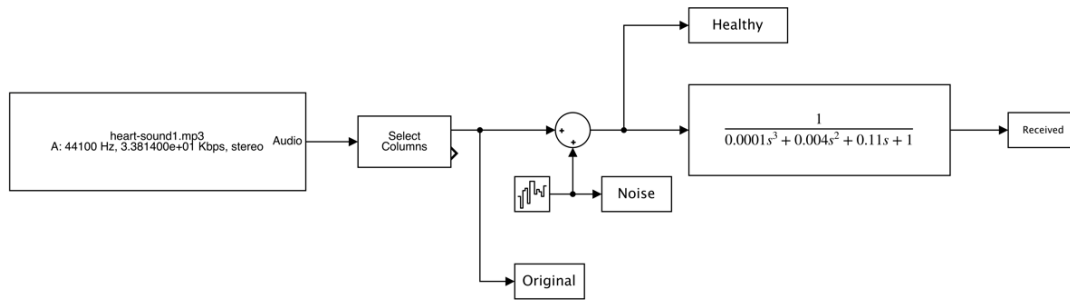 Healthy
heart-sound1.mp3
A: 44100 Hz, 3.381400e+01 Kbps, stereo
Audio
Select
Columns
+
+
1
0.0001s³ + 0.004s² + 0.11s + 1
Received
Noise
Original